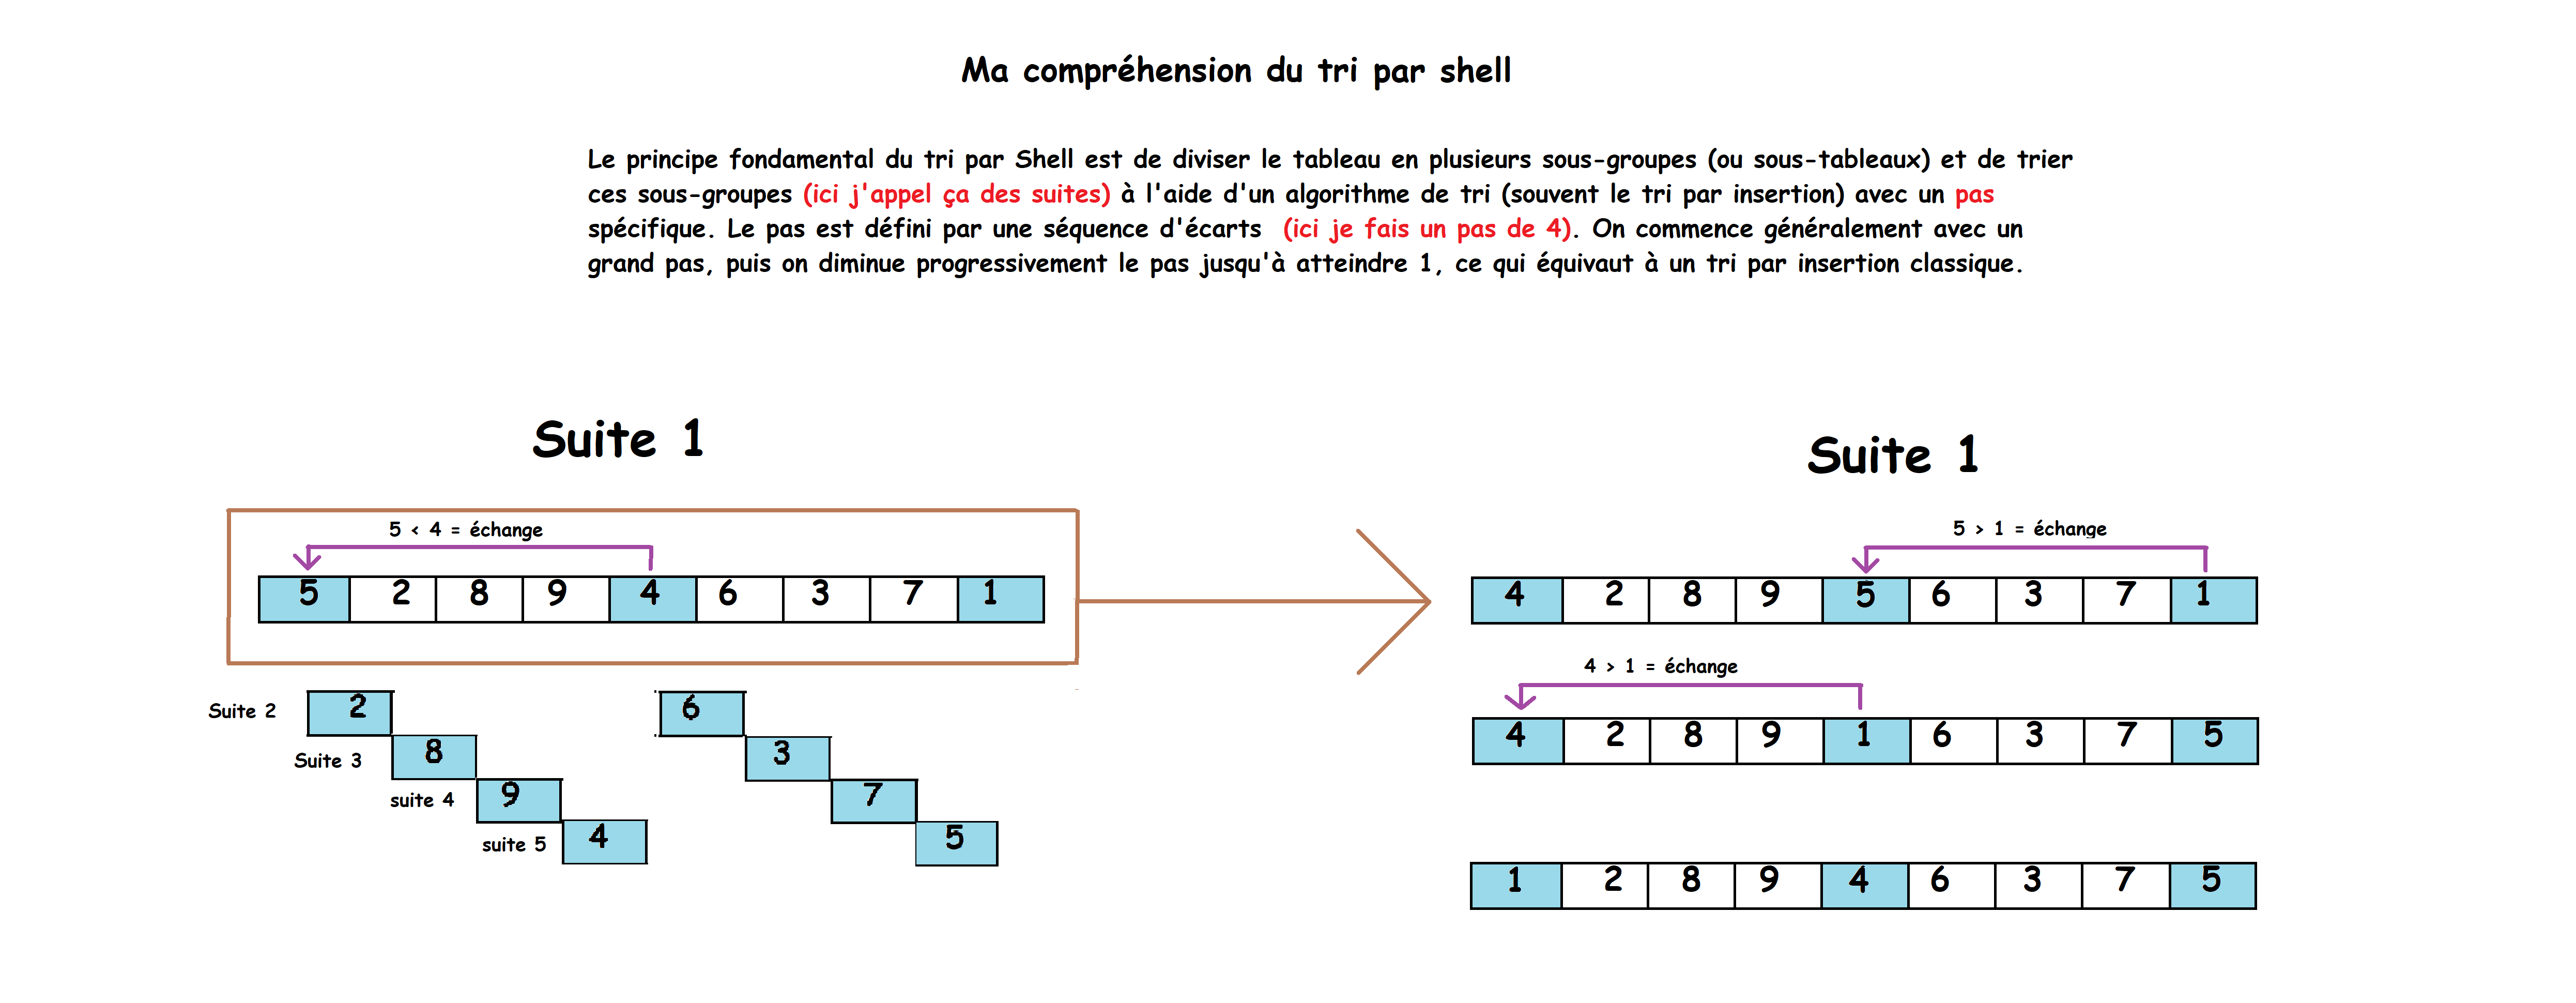 Ma compréhension du tri par shell
Le principe fondamental du tri par Shell est de diviser le tableau en plusieurs sous-groupes (ou sous-tableaux) et de trier
ces sous-groupes (ici j'appel ça des suites) à l'aide d'un algorithme de tri (souvent le tri par insertion) avec un pas
spécifique. Le pas est défini par une séquence d'écarts (ici je fais un pas de 4). On commence généralement avec un
grand pas, puis on diminue progressivement le pas jusqu'à atteindre 1, ce qui équivaut à un tri par insertion classique.
Suite 1
5 < 4 = échange
5 2 8 9 4 6 3 7 1
Suite 2 2 6
Suite 3 8 3
suite 4 9 7
suite 5 4 5
Suite 1
5 > 1 = échange
4 2 8 9 5 6 3 7 1
4 > 1 = échange
4 2 8 9 1 6 3 7 5
1 2 8 9 4 6 3 7 5